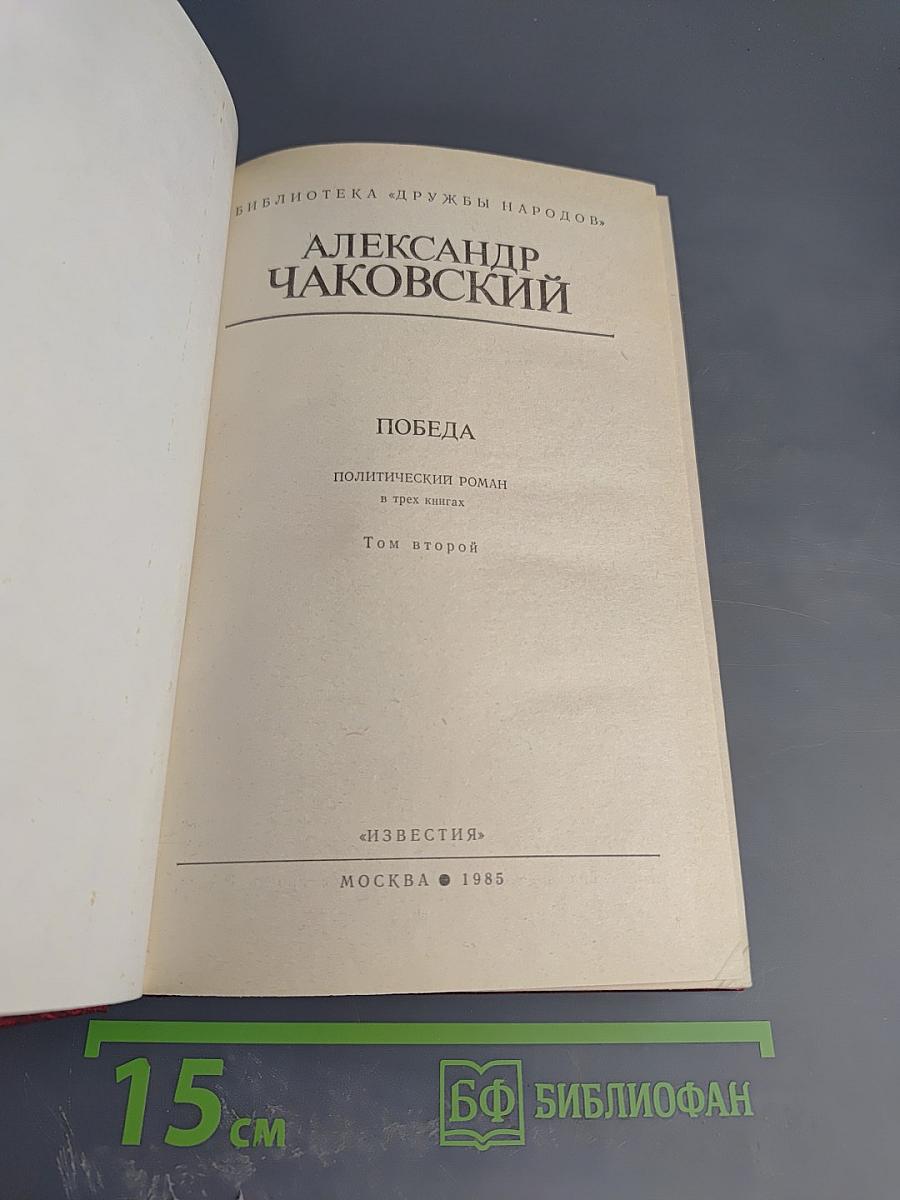 БИБЛИОТЕКА «ДРУЖБЫ НАРОДОВ»
АЛЕКСАНДР
ЧАКОВСКИЙ
ПОБЕДА
ПОЛИТИЧЕСКИЙ РОМАН
в трех книгах
Том второй
«ИЗВЕСТИЯ»
МОСКВА ● 1985
15 см
БФ БИБЛИОФАН